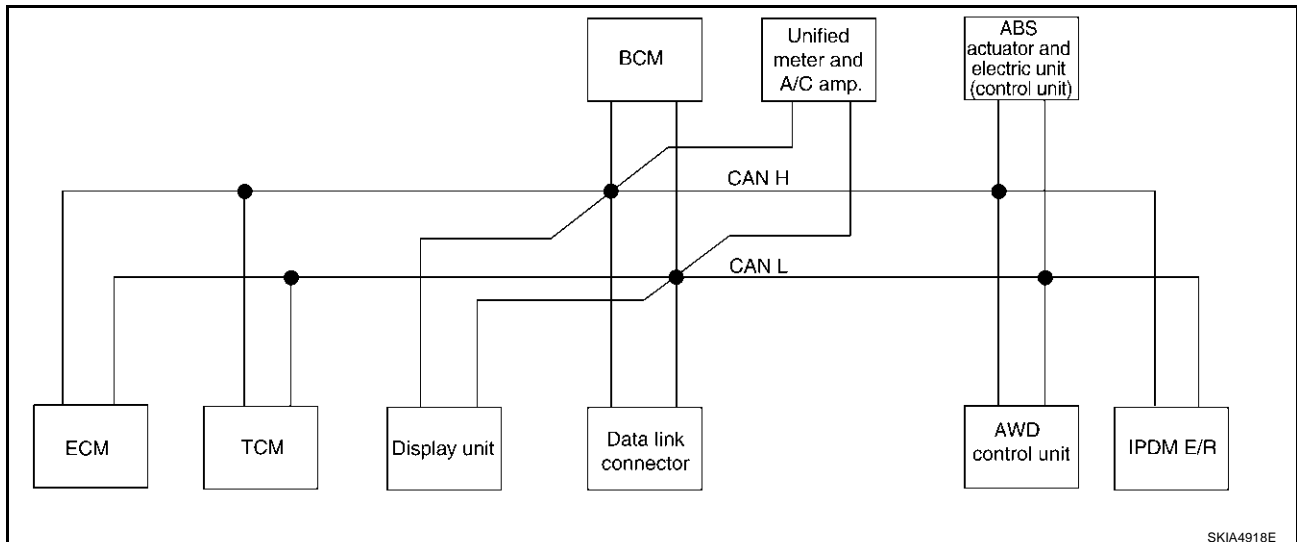 BCM
Unified
meter and
A/C amp.
ABS
actuator and
electric unit
(control unit)
CAN H
CAN L
ECM
TCM
Display unit
Data link
connector
AWD
control unit
IPDM E/R
SKIA4918E